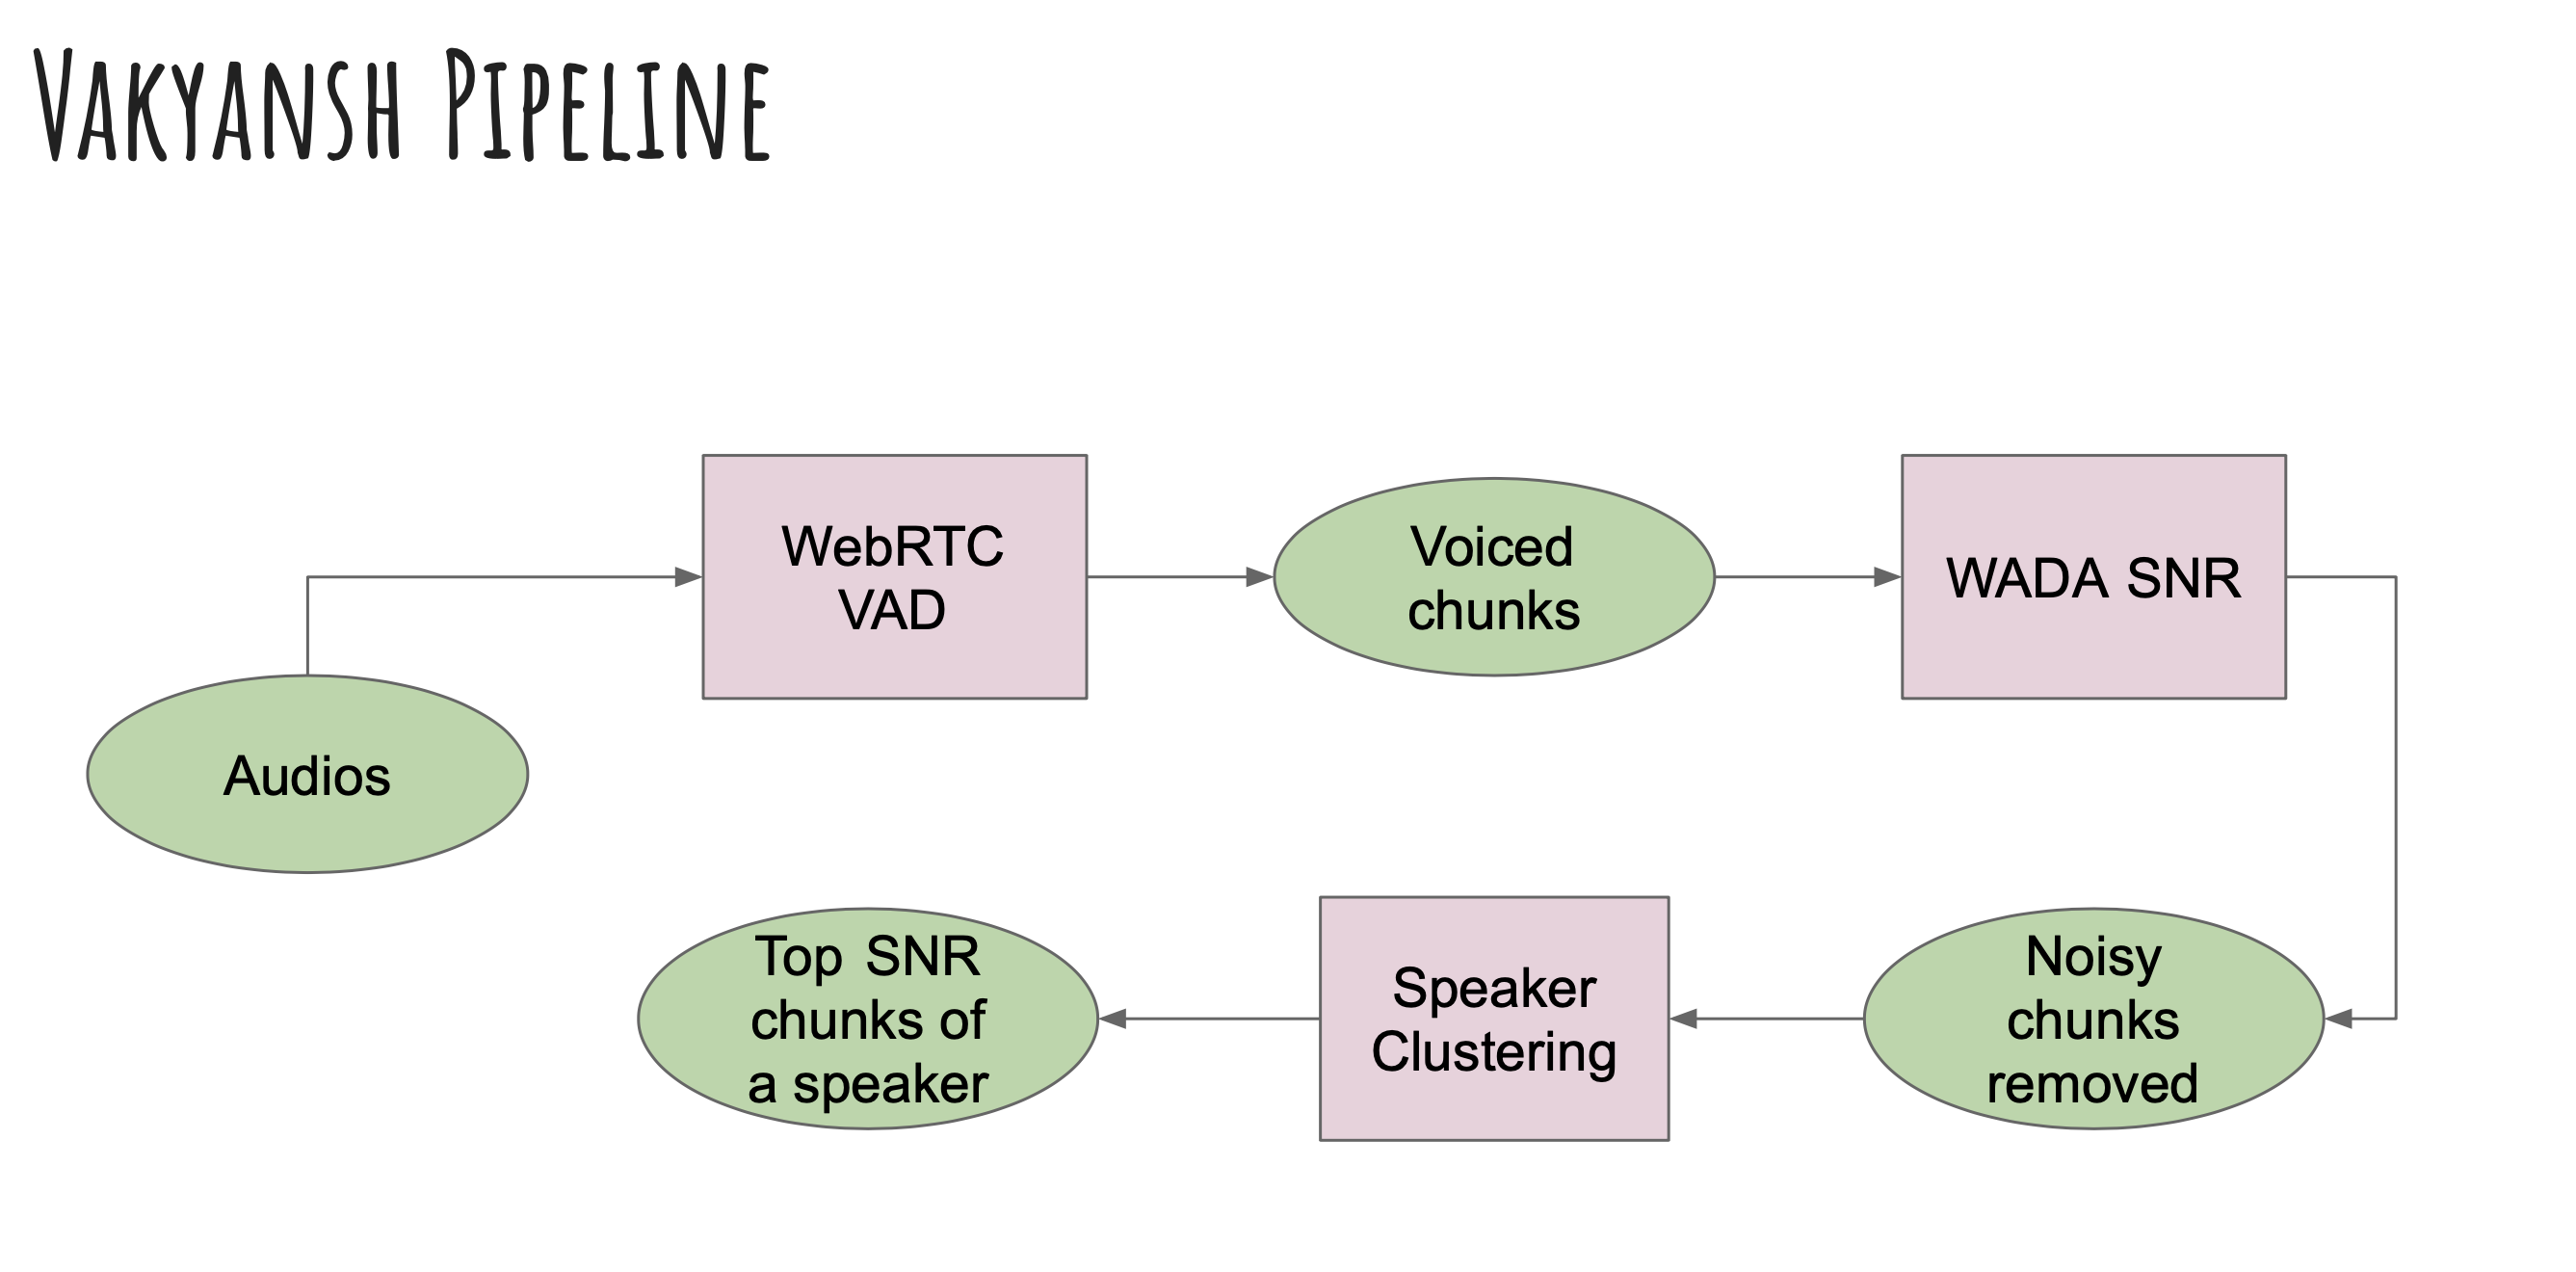 Vakyansh Pipeline
Audios
WebRTC
VAD
Voiced
chunks
WADA SNR
Noisy
chunks
removed
Speaker
Clustering
Top SNR
chunks of
a speaker